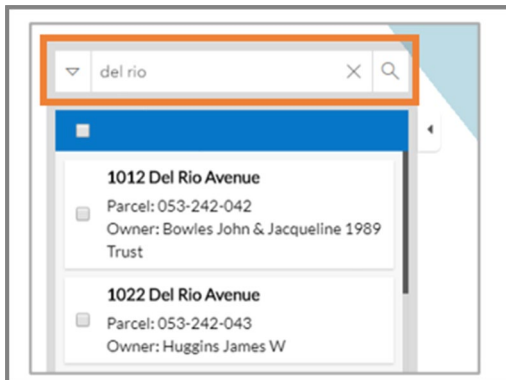 del rio
1012 Del Rio Avenue
Parcel: 053-242-042
Owner: Bowles John & Jacqueline 1989
Trust
1022 Del Rio Avenue
Parcel: 053-242-043
Owner: Huggins James W